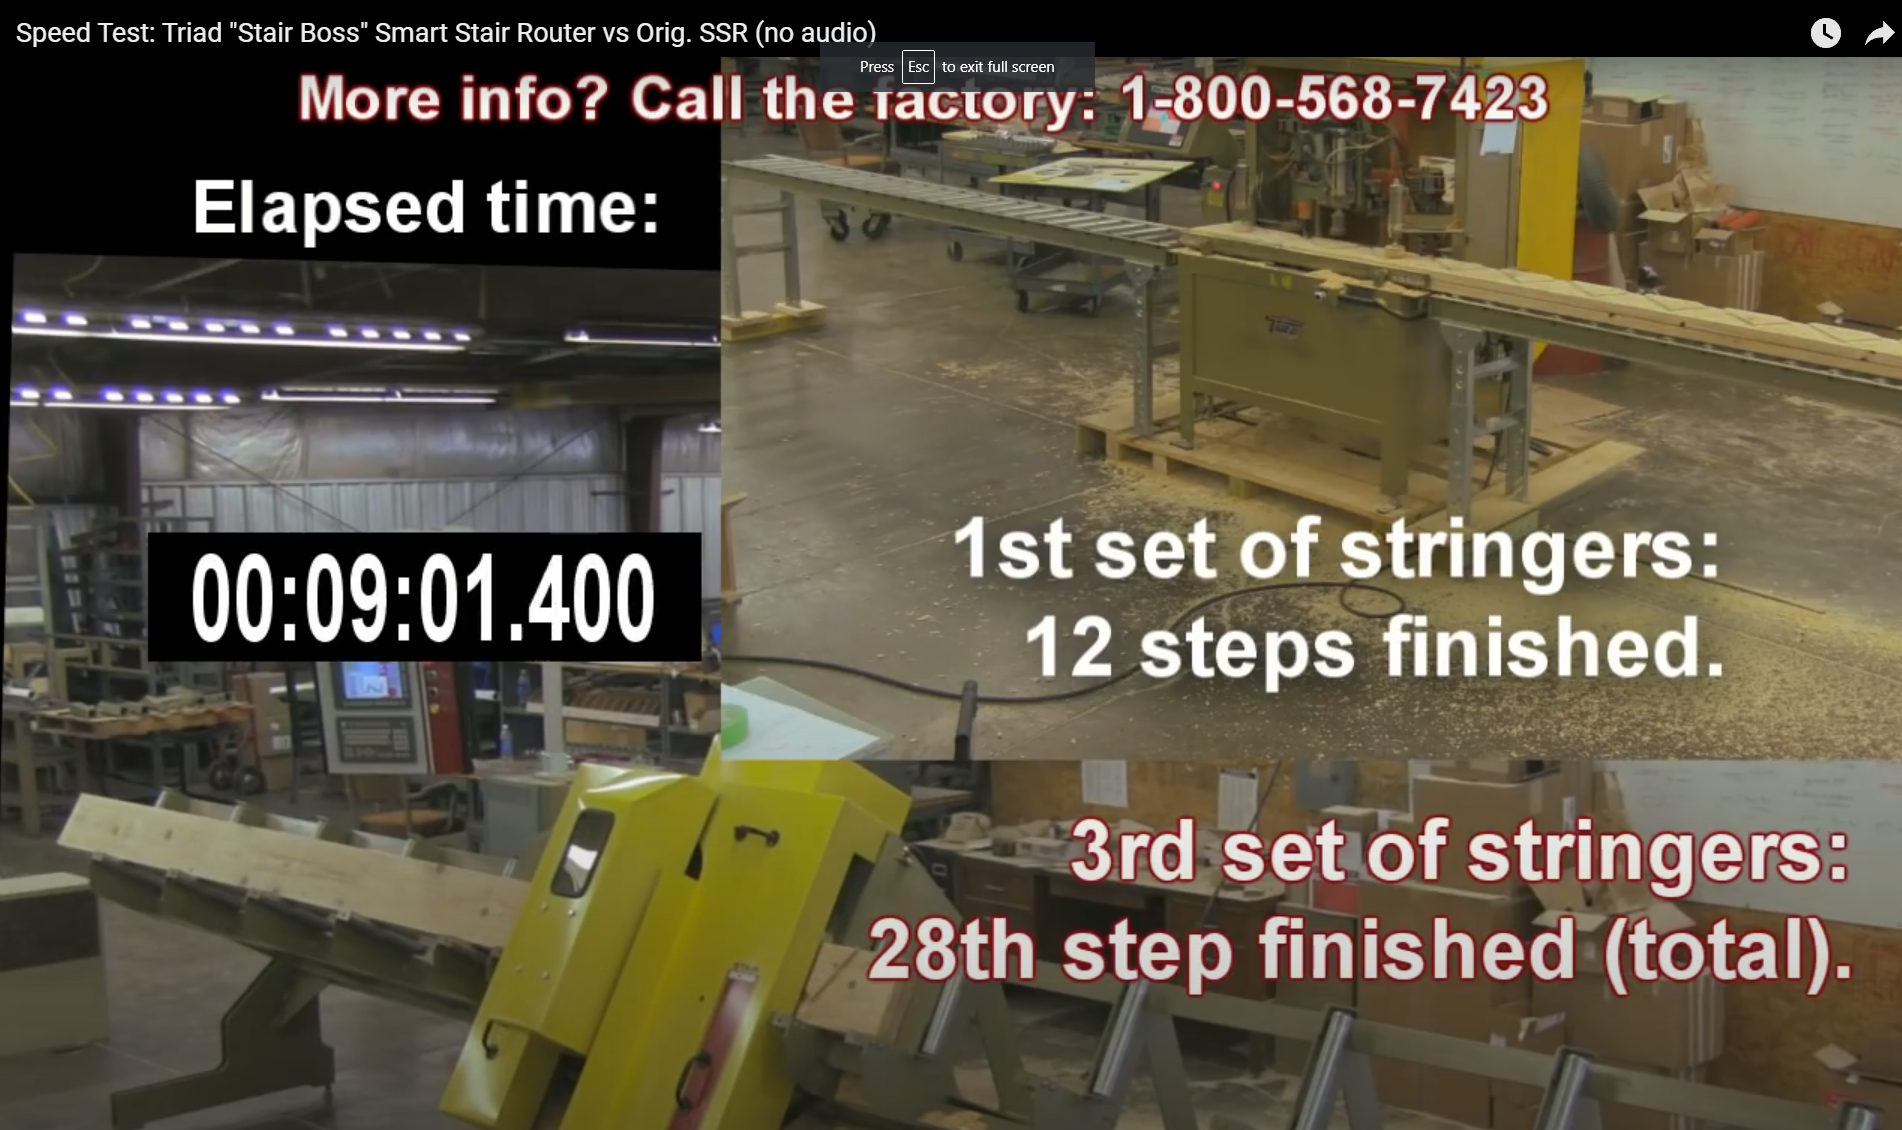 Speed Test: Triad "Stair Boss" Smart Stair Router vs Orig. SSR (no audio)
Press Esc to exit full screen
More info? Call the factory: 1-800-568-7423
Elapsed time:
00:09:01.400
1st set of stringers:
12 steps finished.
3rd set of stringers:
28th step finished (total).